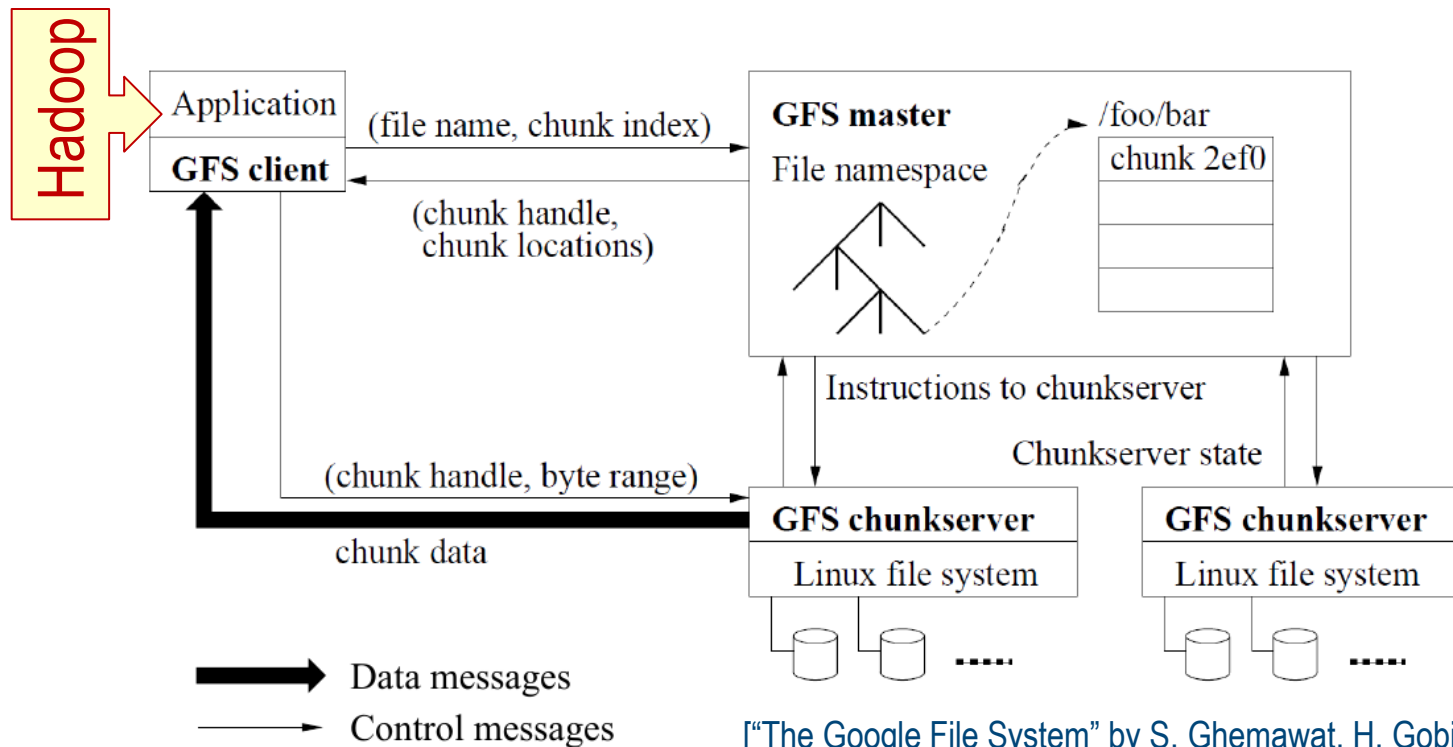 Hadoop
Application
GFS client
(file name, chunk index)
(chunk handle,
chunk locations)
GFS master
File namespace
/foo/bar
chunk 2ef0
Instructions to chunkserver
Chunkserver state
(chunk handle, byte range)
chunk data
GFS chunkserver
Linux file system
GFS chunkserver
Linux file system
Data messages
Control messages
[“The Google File System” by S. Ghemawat, H. Gobi